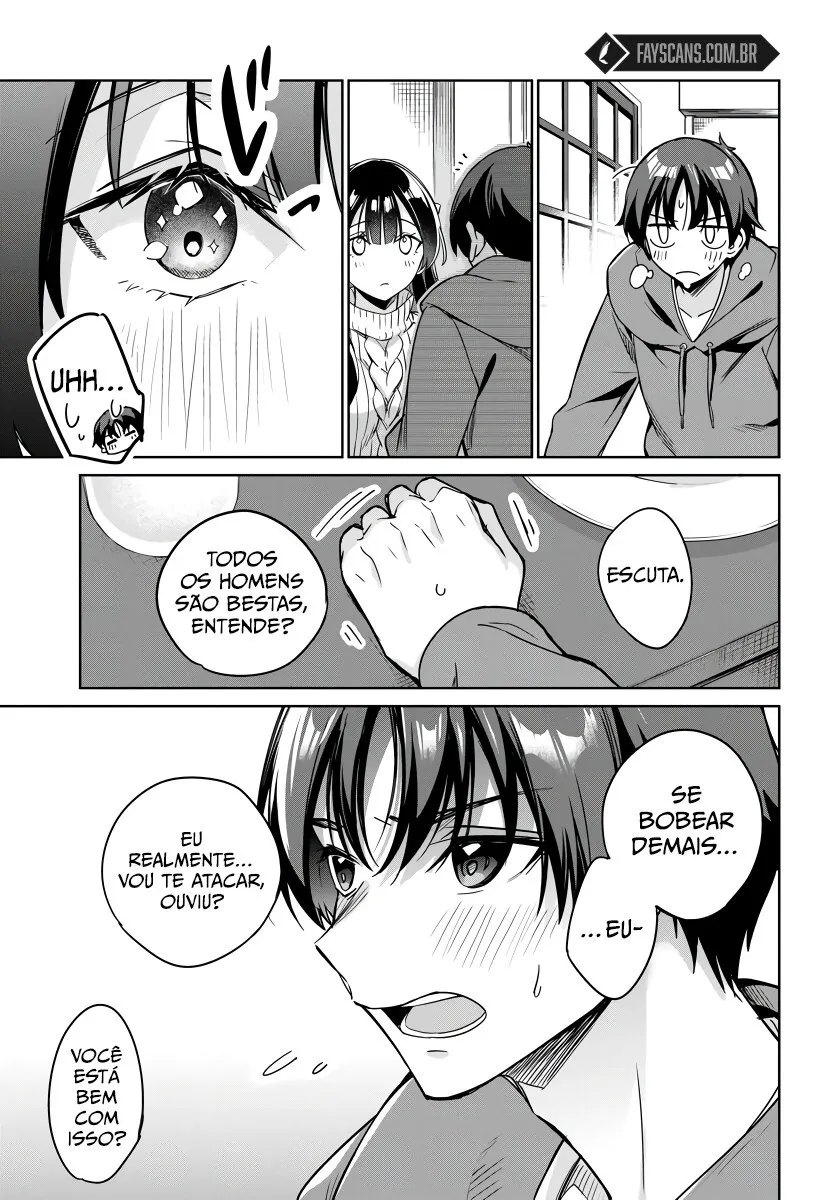 FAYSCANS.COM.BR
UHH...
ESCUTA.
TODOS
OS HOMENS
SÃO BESTAS,
ENTENDE?
SE
BOBEAR
DEMAIS...
...EU-
EU
REALMENTE...
VOU TE ATACAR,
OUVIU?
VOCÊ
ESTÁ
BEM
COM
ISSO?